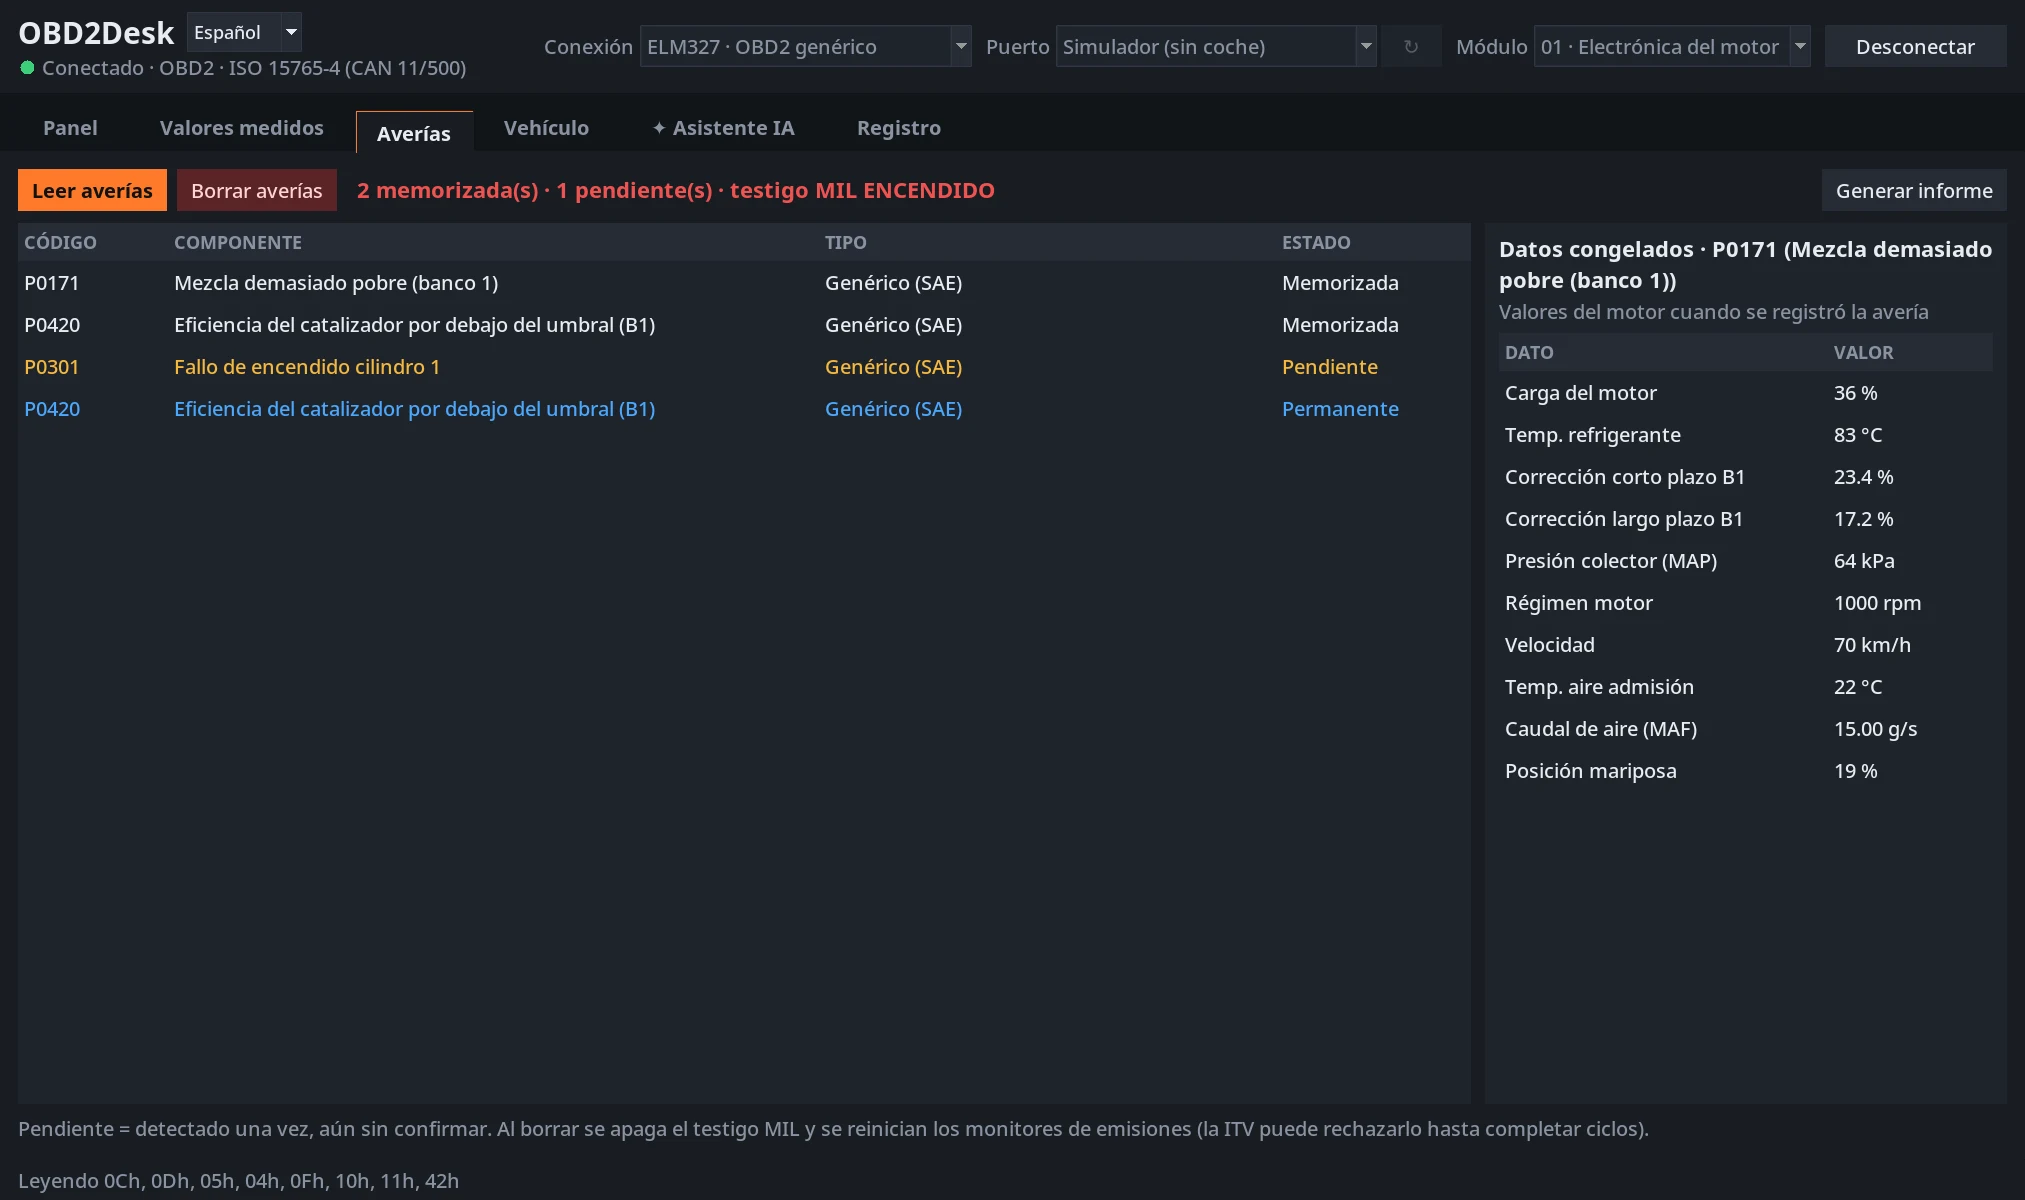 OBD2Desk Español
Conectado · OBD2 · ISO 15765-4 (CAN 11/500)
Conexión ELM327 · OBD2 genérico Puerto Simulador (sin coche) ↻ Módulo 01 · Electrónica del motor Desconectar
Panel Valores medidos Averías Vehículo ✦ Asistente IA Registro
Leer averías Borrar averías 2 memorizada(s) · 1 pendiente(s) · testigo MIL ENCENDIDO Generar informe
CÓDIGO COMPONENTE TIPO ESTADO
P0171 Mezcla demasiado pobre (banco 1) Genérico (SAE) Memorizada
P0420 Eficiencia del catalizador por debajo del umbral (B1) Genérico (SAE) Memorizada
P0301 Fallo de encendido cilindro 1 Genérico (SAE) Pendiente
P0420 Eficiencia del catalizador por debajo del umbral (B1) Genérico (SAE) Permanente
Datos congelados · P0171 (Mezcla demasiado
pobre (banco 1))
Valores del motor cuando se registró la avería
DATO VALOR
Carga del motor 36 %
Temp. refrigerante 83 °C
Corrección corto plazo B1 23.4 %
Corrección largo plazo B1 17.2 %
Presión colector (MAP) 64 kPa
Régimen motor 1000 rpm
Velocidad 70 km/h
Temp. aire admisión 22 °C
Caudal de aire (MAF) 15.00 g/s
Posición mariposa 19 %
Pendiente = detectado una vez, aún sin confirmar. Al borrar se apaga el testigo MIL y se reinician los monitores de emisiones (la ITV puede rechazarlo hasta completar ciclos).
Leyendo 0Ch, 0Dh, 05h, 04h, 0Fh, 10h, 11h, 42h